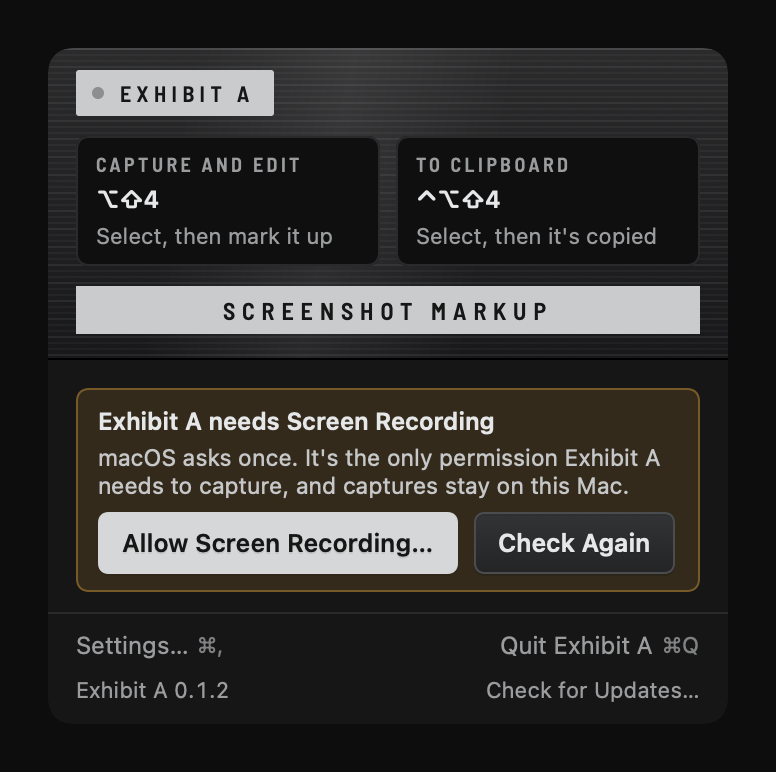 EXHIBIT A
CAPTURE AND EDIT
⌥⇧4
Select, then mark it up
TO CLIPBOARD
^⌥⇧4
Select, then it's copied
SCREENSHOT MARKUP
Exhibit A needs Screen Recording
macOS asks once. It's the only permission Exhibit A
needs to capture, and captures stay on this Mac.
Allow Screen Recording...
Check Again
Settings... ⌘,
Quit Exhibit A ⌘Q
Exhibit A 0.1.2
Check for Updates...